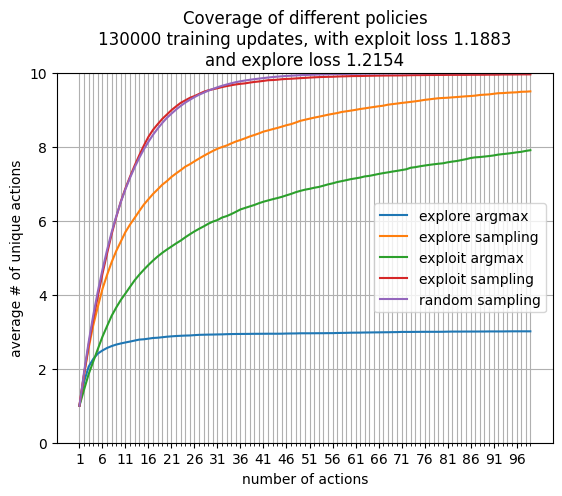 Coverage of different policies
130000 training updates, with exploit loss 1.1883
and explore loss 1.2154
10
8
6
4
2
0
average # of unique actions
explore argmax
explore sampling
exploit argmax
exploit sampling
random sampling
1 6 11 16 21 26 31 36 41 46 51 56 61 66 71 76 81 86 91 96
number of actions